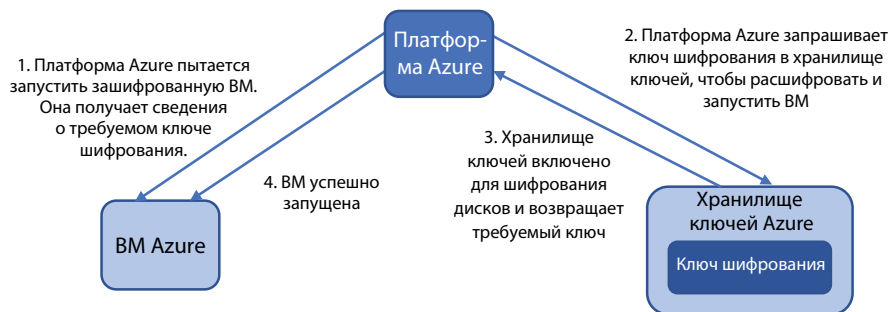 1. Платформа Azure пытается
запустить зашифрованную ВМ.
Она получает сведения
о требуемом ключе
шифрования.
Платфор-
ма Azure
2. Платформа Azure запрашивает
ключ шифрования в хранилище
ключей, чтобы расшифровать и
запустить ВМ
3. Хранилище
ключей включено
для шифрования
дисков и возвращает
требуемый ключ
4. ВМ успешно
запущена
ВМ Azure
Хранилище
ключей Azure
Ключ шифрования